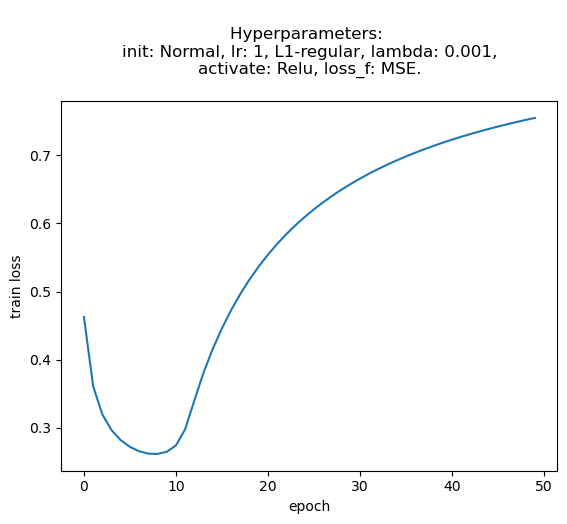 Hyperparameters:
init: Normal, lr: 1, L1-regular, lambda: 0.001,
activate: Relu, loss_f: MSE.
0.7
0.6
0.5
0.4
0.3
train loss
0 10 20 30 40 50
epoch